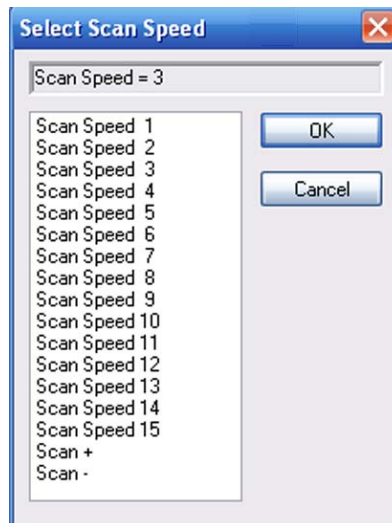 Select Scan Speed
Scan Speed = 3
Scan Speed 1
Scan Speed 2
Scan Speed 3
Scan Speed 4
Scan Speed 5
Scan Speed 6
Scan Speed 7
Scan Speed 8
Scan Speed 9
Scan Speed 10
Scan Speed 11
Scan Speed 12
Scan Speed 13
Scan Speed 14
Scan Speed 15
Scan +
Scan -
OK
Cancel